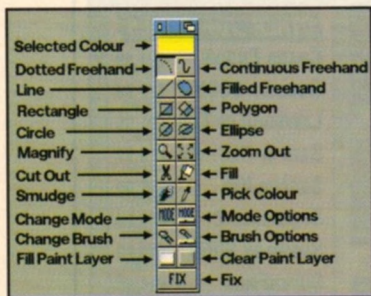 Selected Colour
Dotted Freehand Continuous Freehand
Line Filled Freehand
Rectangle Polygon
Circle Ellipse
Magnify Zoom Out
Cut Out Fill
Smudge Pick Colour
Change Mode MODE MODE Mode Options
Change Brush Brush Options
Fill Paint Layer Clear Paint Layer
FIX Fix